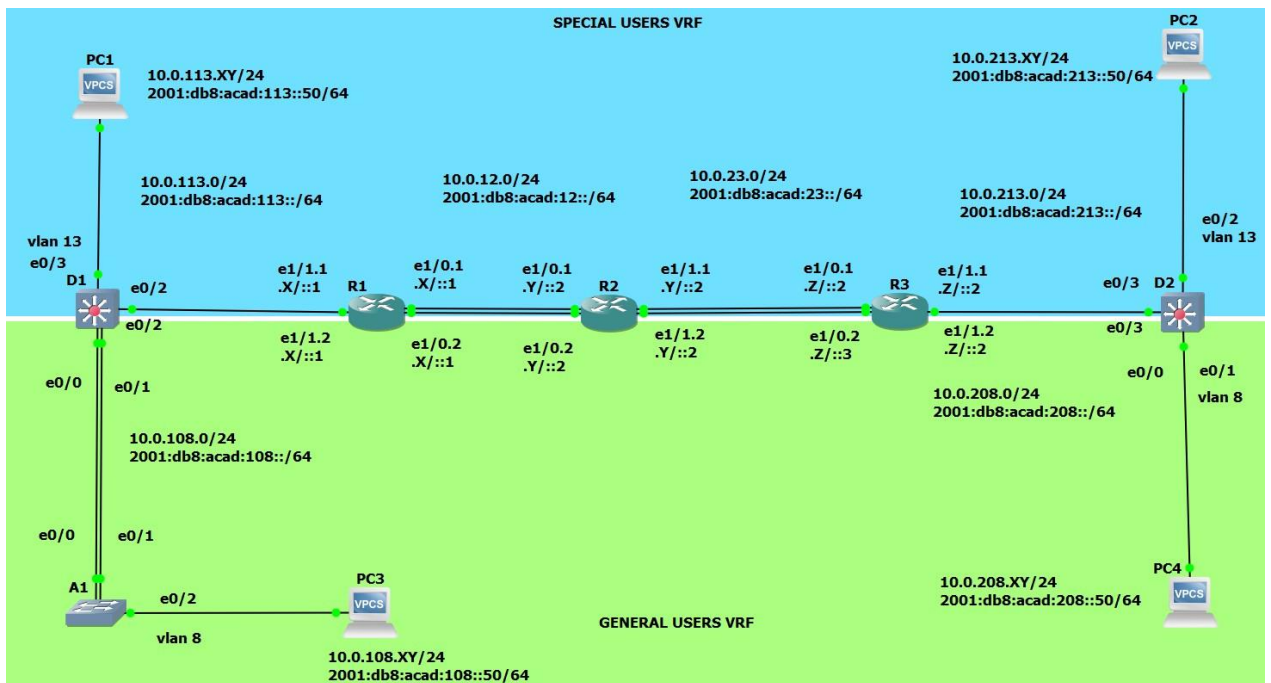 SPECIAL USERS VRF
PC1
VPCS
10.0.113.XY/24
2001:db8:acad:113::50/64
PC2
VPCS
10.0.213.XY/24
2001:db8:acad:213::50/64
10.0.113.0/24
2001:db8:acad:113::/64
10.0.12.0/24
2001:db8:acad:12::/64
10.0.23.0/24
2001:db8:acad:23::/64
10.0.213.0/24
2001:db8:acad:213::/64
e0/2
vlan 13
vlan 13
e0/3
D1
e0/2
e0/2
e1/1.1
.X/::1
R1
e1/0.1
.X/::1
e1/0.1
.Y/::2
R2
e1/1.1
.Y/::2
e1/0.1
.Z/::2
R3
e1/1.1
.Z/::2
e0/3
D2
e0/3
e1/1.2
.X/::1
e1/0.2
.X/::1
e1/0.2
.Y/::2
e1/1.2
.Y/::2
e1/0.2
.Z/::3
e1/1.2
.Z/::2
e0/0
e0/1
e0/0
e0/1
vlan 8
10.0.208.0/24
2001:db8:acad:208::/64
10.0.108.0/24
2001:db8:acad:108::/64
e0/0
e0/1
A1
e0/2
vlan 8
PC3
VPCS
10.0.108.XY/24
2001:db8:acad:108::50/64
PC4
VPCS
10.0.208.XY/24
2001:db8:acad:208::50/64
GENERAL USERS VRF